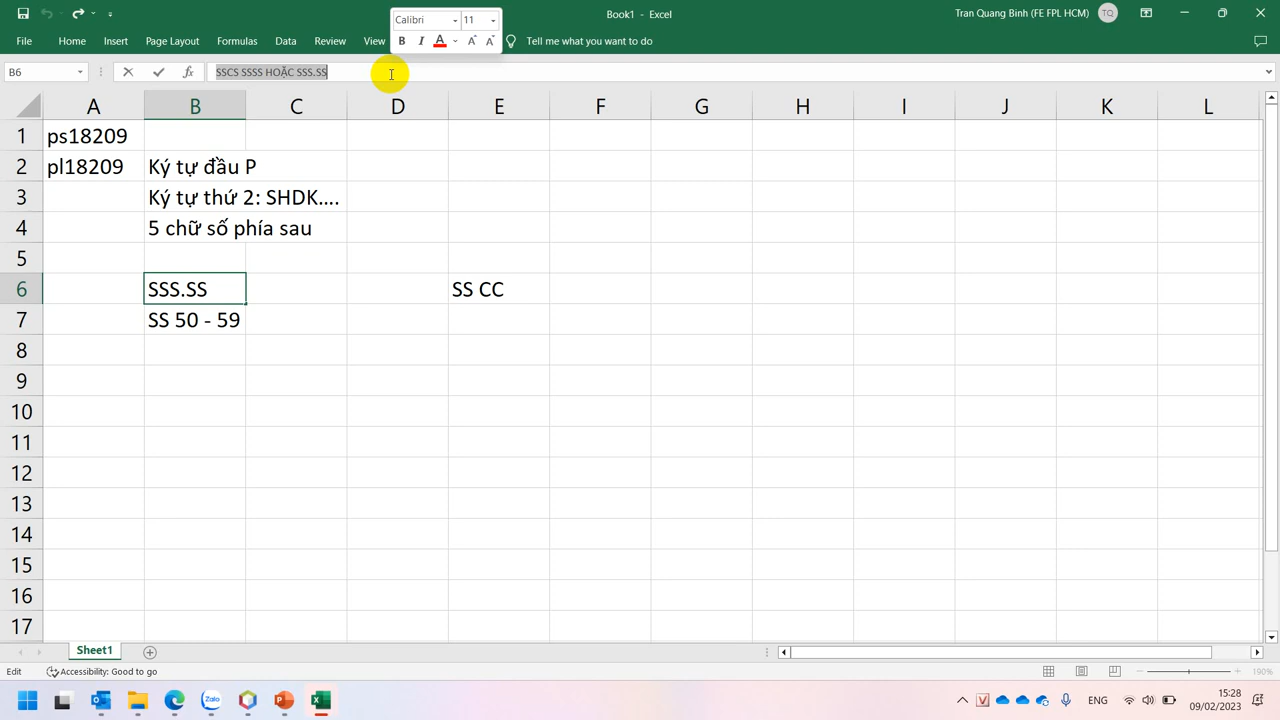 Calibri 11
Book1 - Excel
Tran Quang Binh (FE FPL HCM) TQ
File Home Insert Page Layout Formulas Data Review View Tell me what you want to do
B I A A A
B6 fx SSCS SSSS HOẶC SSS.SS
A B C D E F G H I J K L
1 ps18209
2 pl18209 Ký tự đầu P
3 Ký tự thứ 2: SHDK....
4 5 chữ số phía sau
5
6 SSS.SS SS CC
7 SS 50 - 59
8
9
10
11
12
13
14
15
16
17
Sheet1
Edit Accessibility: Good to go 190%
Zalo ENG 15:28
09/02/2023